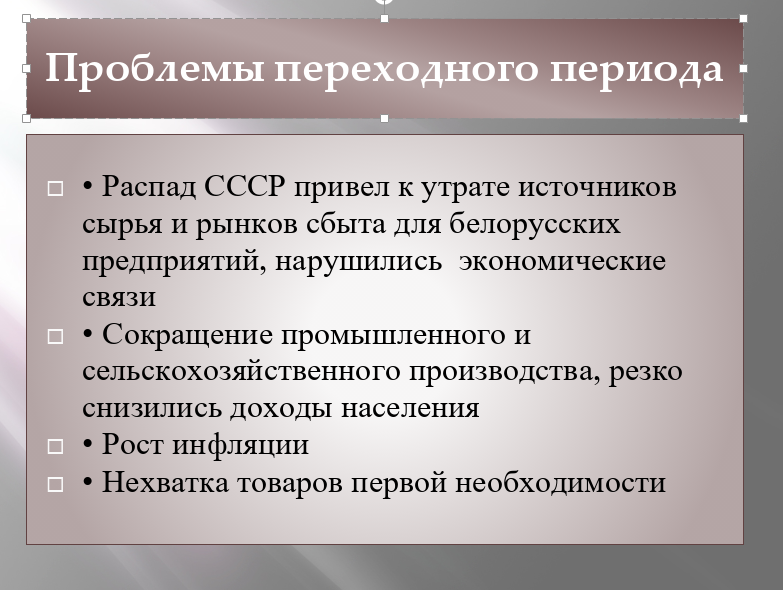 Проблемы переходного периода
• Распад СССР привел к утрате источников
сырья и рынков сбыта для белорусских
предприятий, нарушились  экономические
связи
• Сокращение промышленного и
сельскохозяйственного производства, резко
снизились доходы населения
• Рост инфляции
• Нехватка товаров первой необходимости